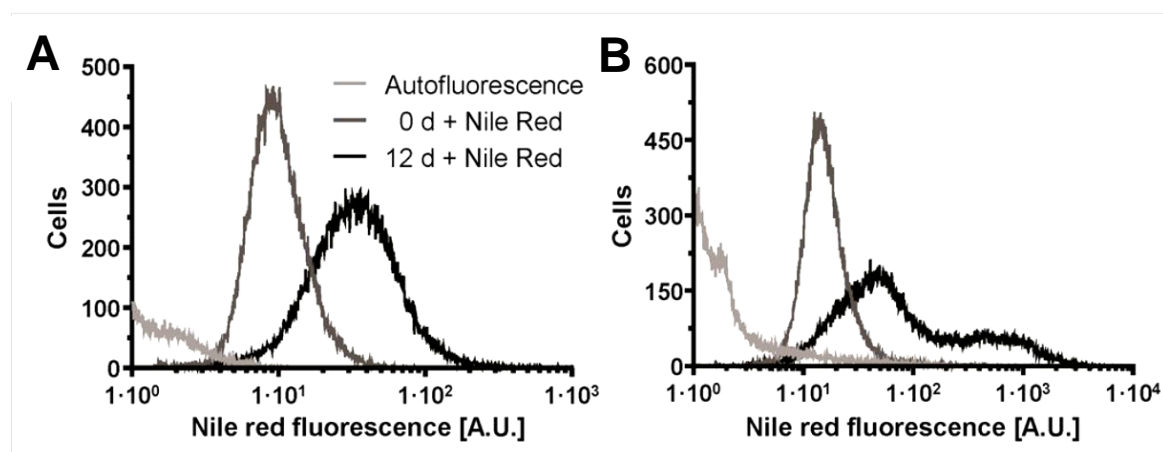 A
500
400
300
200
100
0
Cells
Autofluorescence
0 d + Nile Red
12 d + Nile Red
1·10⁰ 1·10¹ 1·10² 1·10³
Nile red fluorescence [A.U.]
B
600
450
300
150
0
Cells
1·10⁰ 1·10¹ 1·10² 1·10³ 1·10⁴
Nile red fluorescence [A.U.]